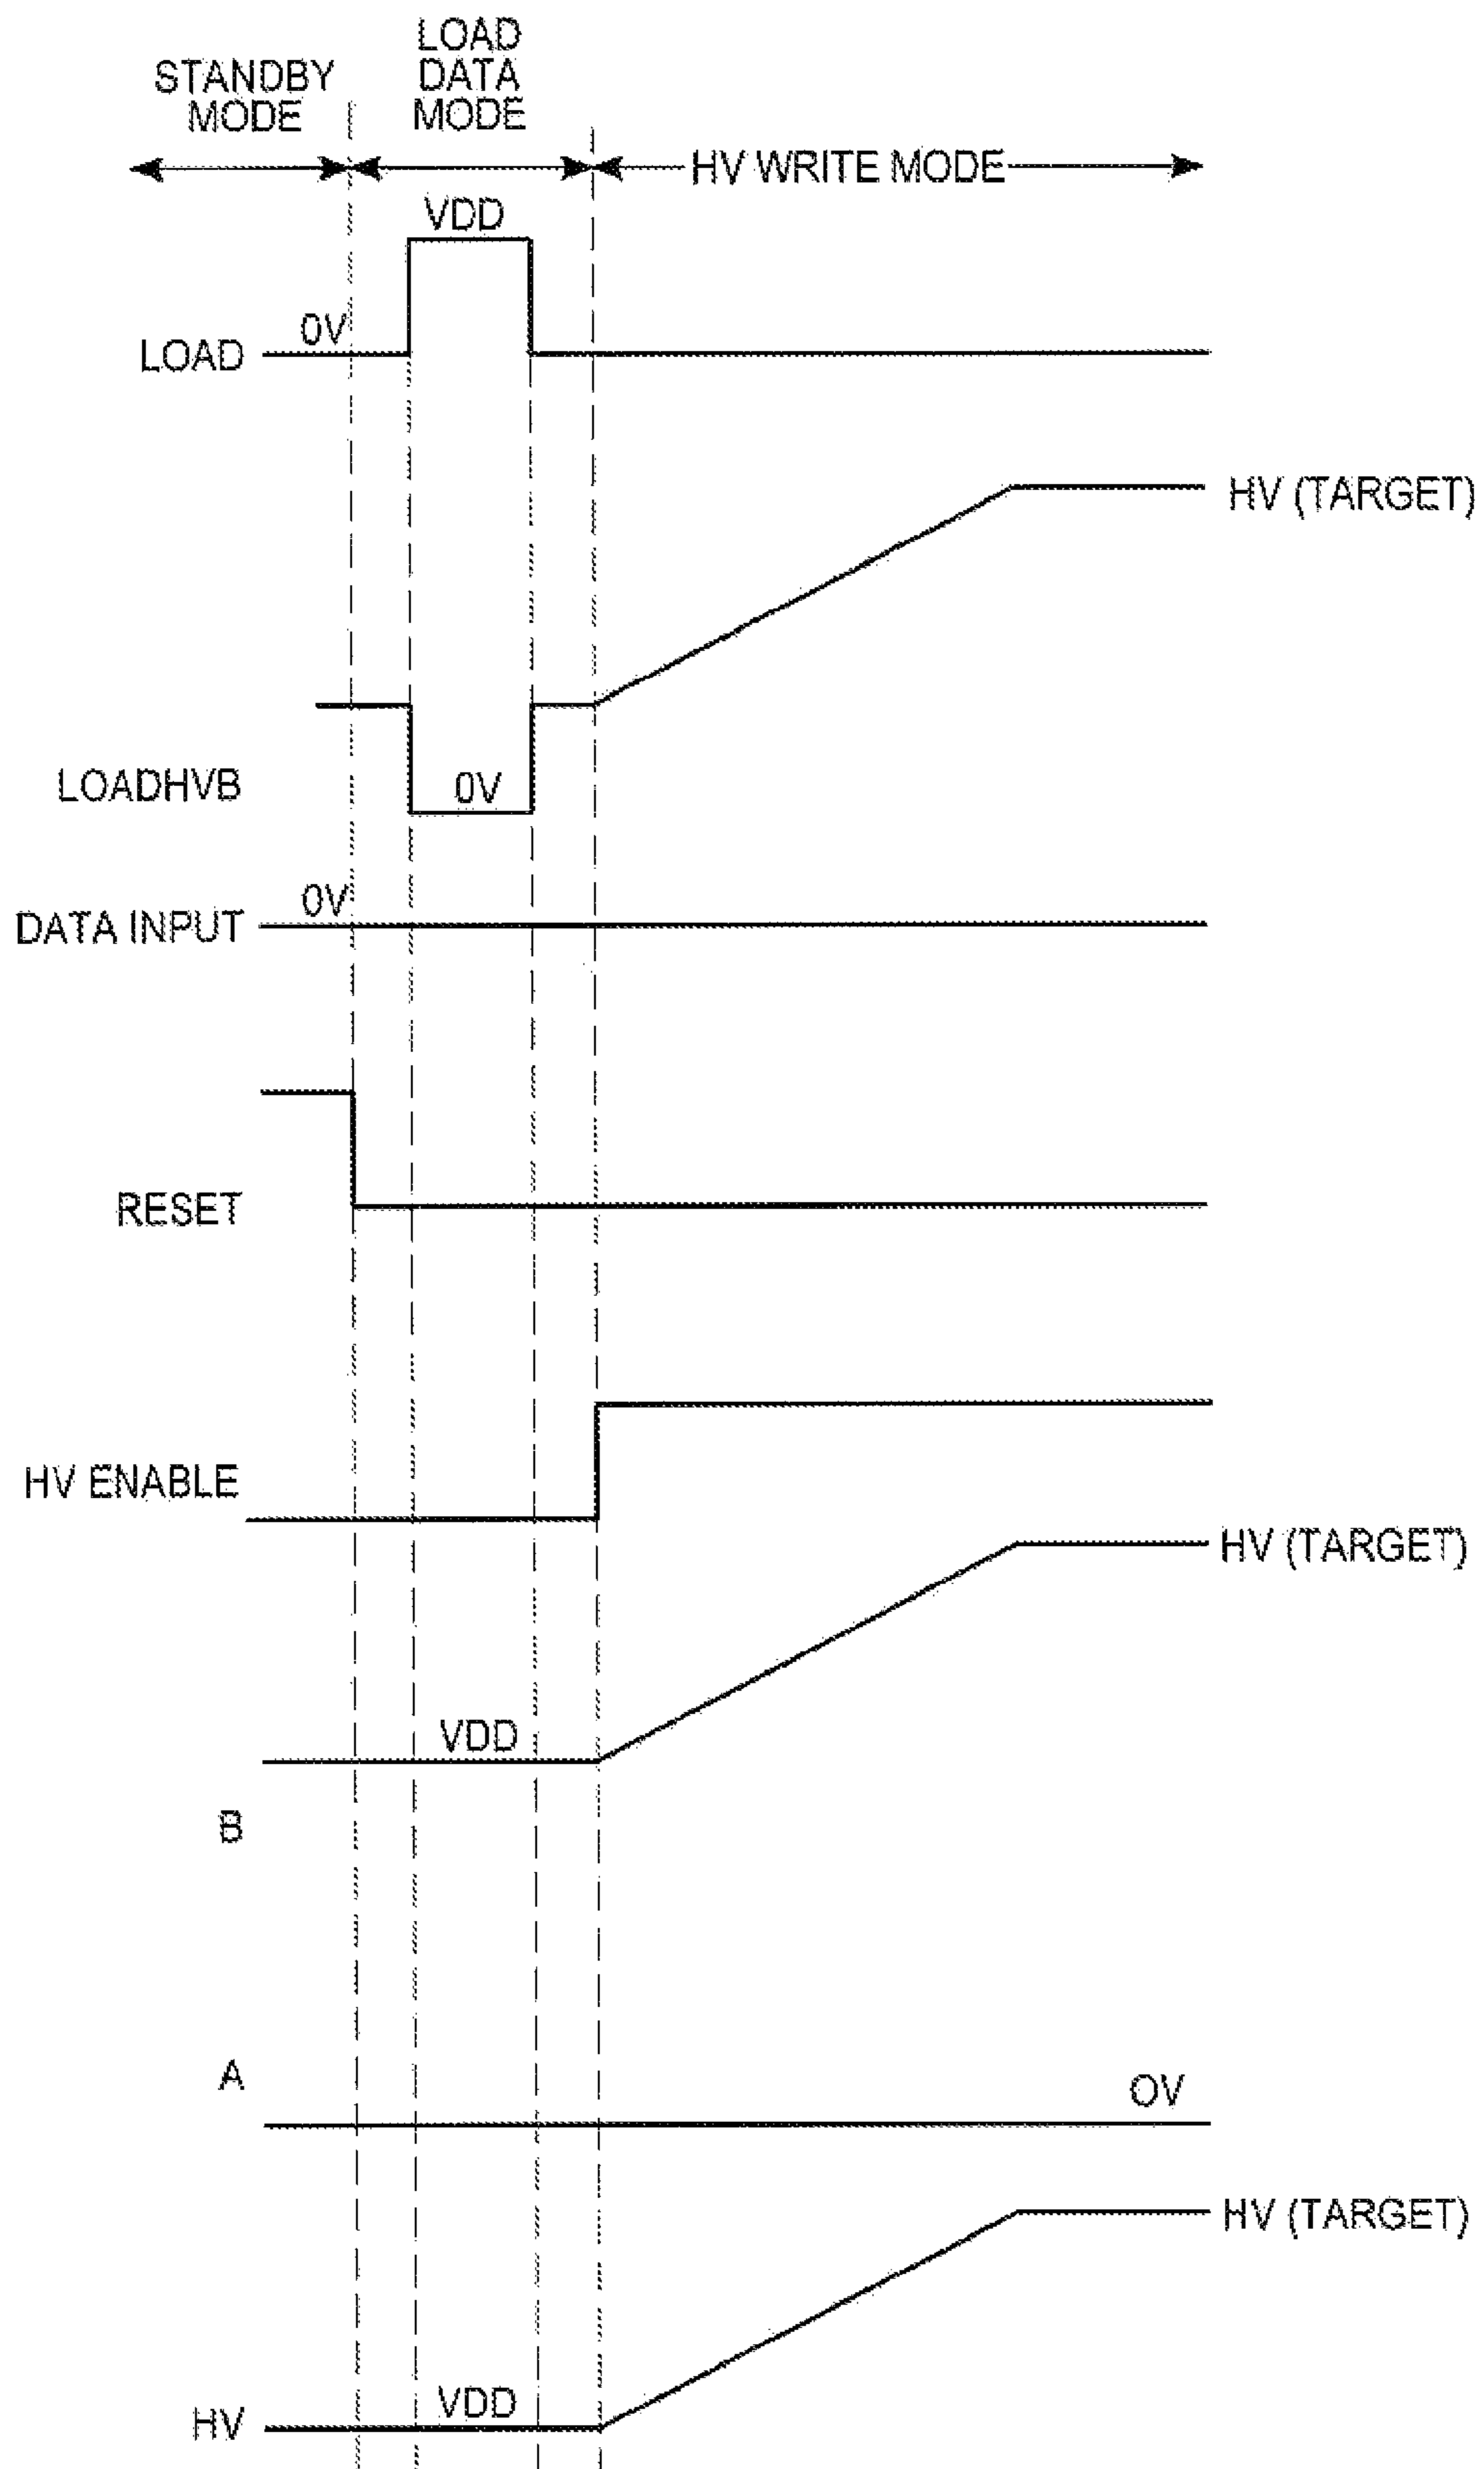 LOAD
STANDBY DATA
MODE MODE
HV WRITE MODE
VDD
0V
LOAD
HV (TARGET)
LOADHVB 0V
0V
DATA INPUT
RESET
HV ENABLE
HV (TARGET)
VDD
B
A
OV
HV (TARGET)
VDD
HV